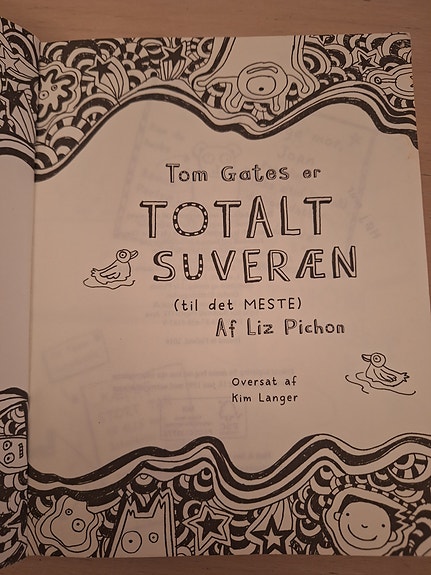 Tom Gates er
TOTALT
SUVERÆN
(til det MESTE)
Af Liz Pichon
Oversat af
Kim Langer